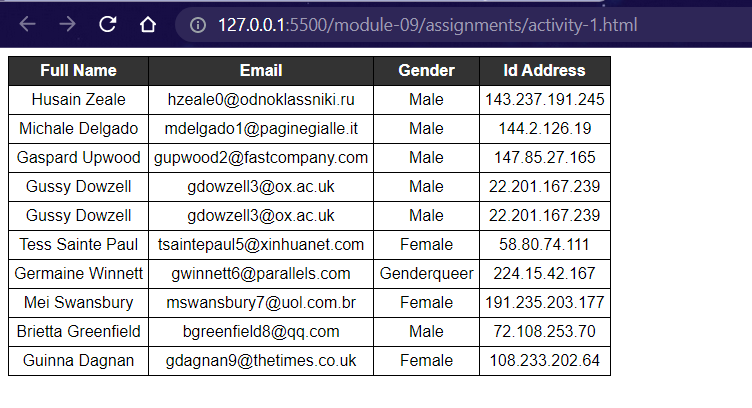 127.0.0.1:5500/module-09/assignments/activity-1.html
Full Name Email Gender Id Address
Husain Zeale hzeale0@odnoklassniki.ru Male 143.237.191.245
Michale Delgado mdelgado1@paginegialle.it Male 144.2.126.19
Gaspard Upwood gupwood2@fastcompany.com Male 147.85.27.165
Gussy Dowzell gdowzell3@ox.ac.uk Male 22.201.167.239
Gussy Dowzell gdowzell3@ox.ac.uk Male 22.201.167.239
Tess Sainte Paul tsaintepaul5@xinhuanet.com Female 58.80.74.111
Germaine Winnett gwinnett6@parallels.com Genderqueer 224.15.42.167
Mei Swansbury mswansbury7@uol.com.br Female 191.235.203.177
Brietta Greenfield bgreenfield8@qq.com Male 72.108.253.70
Guinna Dagnan gdagnan9@thetimes.co.uk Female 108.233.202.64